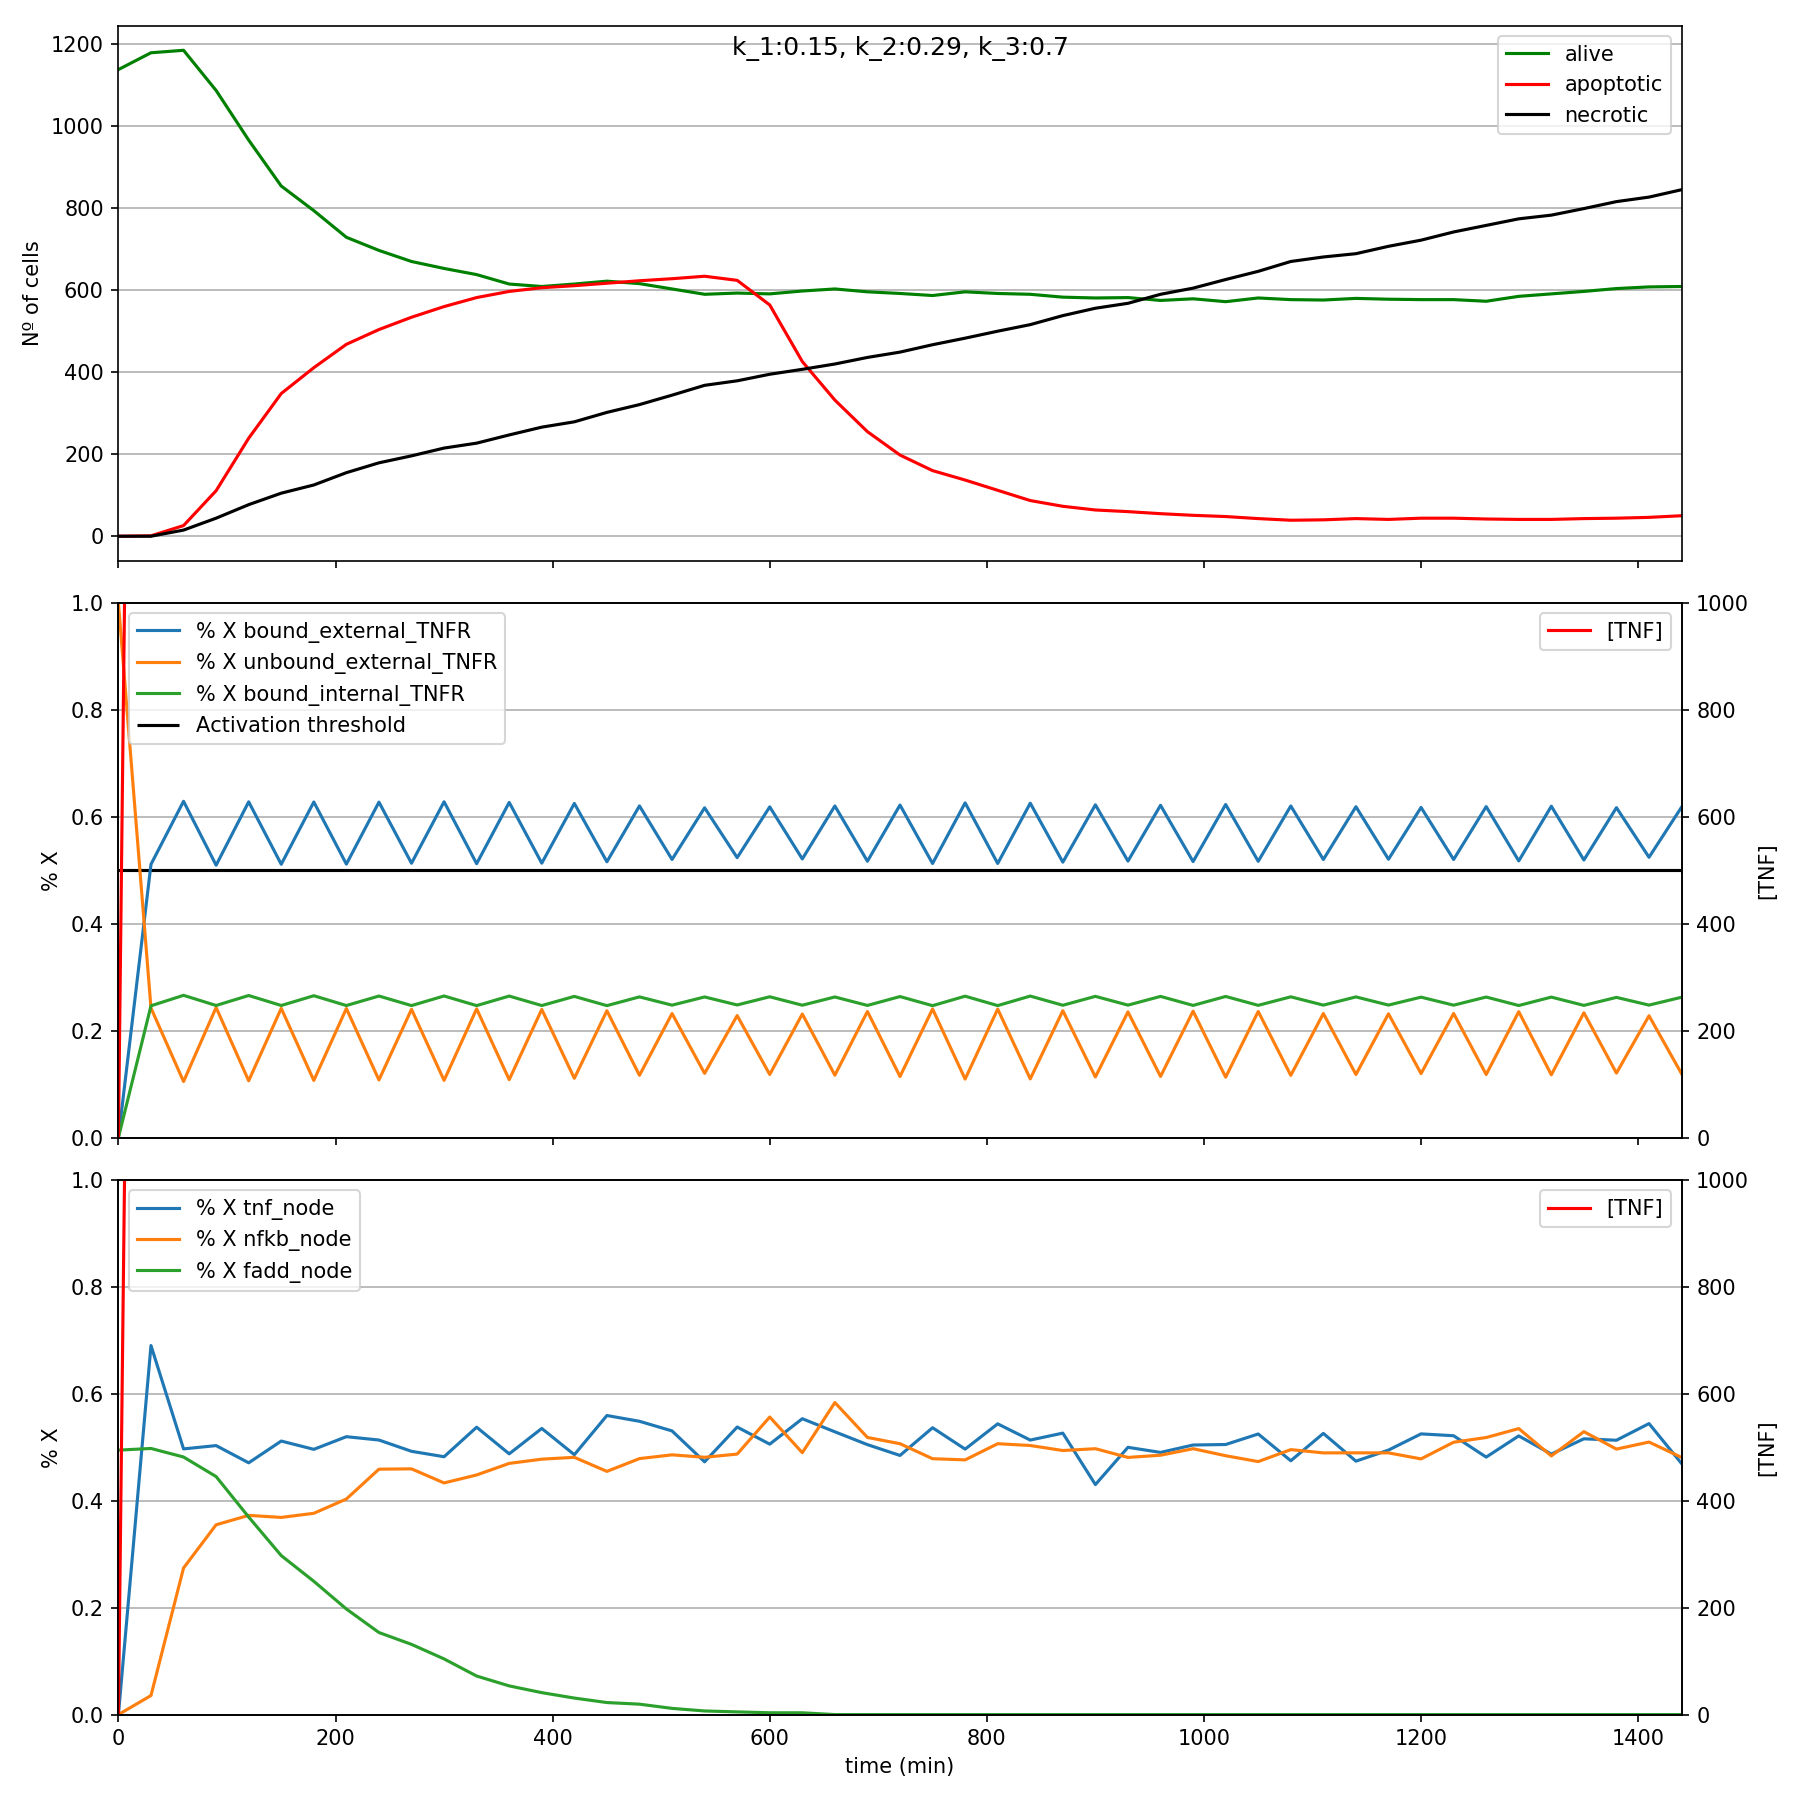 k_1:0.15, k_2:0.29, k_3:0.7
alive
apoptotic
necrotic
Nº of cells
1200
1000
800
600
400
200
0
% X bound_external_TNFR
% X unbound_external_TNFR
% X bound_internal_TNFR
Activation threshold
[TNF]
% X
1.0
0.8
0.6
0.4
0.2
0.0
1000
800
600
400
200
0
[TNF]
% X tnf_node
% X nfkb_node
% X fadd_node
[TNF]
% X
1.0
0.8
0.6
0.4
0.2
0.0
1000
800
600
400
200
0
[TNF]
0 200 400 600 800 1000 1200 1400
time (min)